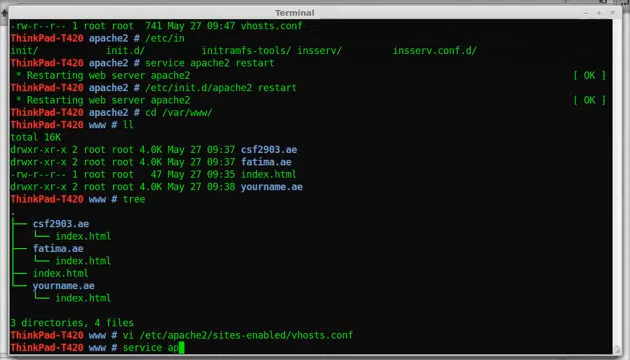 Terminal
-rw-r--r-- 1 root root  741 May 27 09:47 vhosts.conf
ThinkPad-T420 apache2 # /etc/in
init/ init.d/ initramfs-tools/ insserv/ insserv.conf.d/
ThinkPad-T420 apache2 # service apache2 restart
 * Restarting web server apache2 [ OK ]
ThinkPad-T420 apache2 # /etc/init.d/apache2 restart
 * Restarting web server apache2 [ OK ]
ThinkPad-T420 apache2 # cd /var/www/
ThinkPad-T420 www # ll
total 16K
drwxr-xr-x 2 root root 4.0K May 27 09:37 csf2903.ae
drwxr-xr-x 2 root root 4.0K May 27 09:37 fatima.ae
-rw-r--r-- 1 root root   47 May 27 09:35 index.html
drwxr-xr-x 2 root root 4.0K May 27 09:38 yourname.ae
ThinkPad-T420 www # tree
.
├── csf2903.ae
│   └── index.html
├── fatima.ae
│   └── index.html
├── index.html
└── yourname.ae
    └── index.html
3 directories, 4 files
ThinkPad-T420 www # vi /etc/apache2/sites-enabled/vhosts.conf
ThinkPad-T420 www # service ap